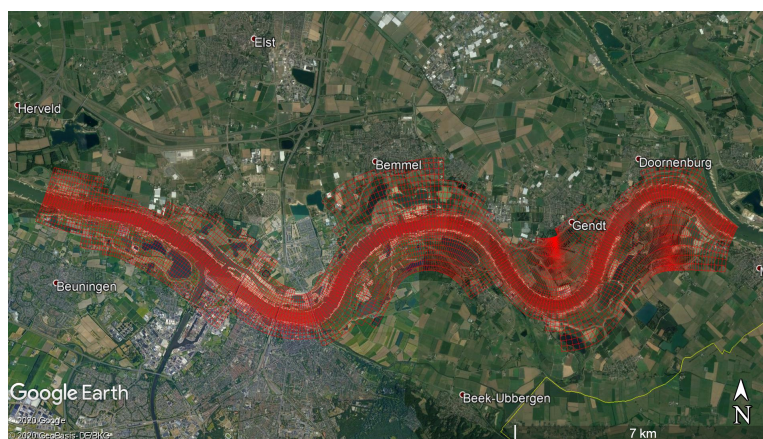 Elst
Herveld
Bemmel
Doornenburg
Gendt
Beuningen
Google Earth
Beek-Ubbergen
N
© 2020 Google
© 2020 GeoBasis-DE/BKG
7 km